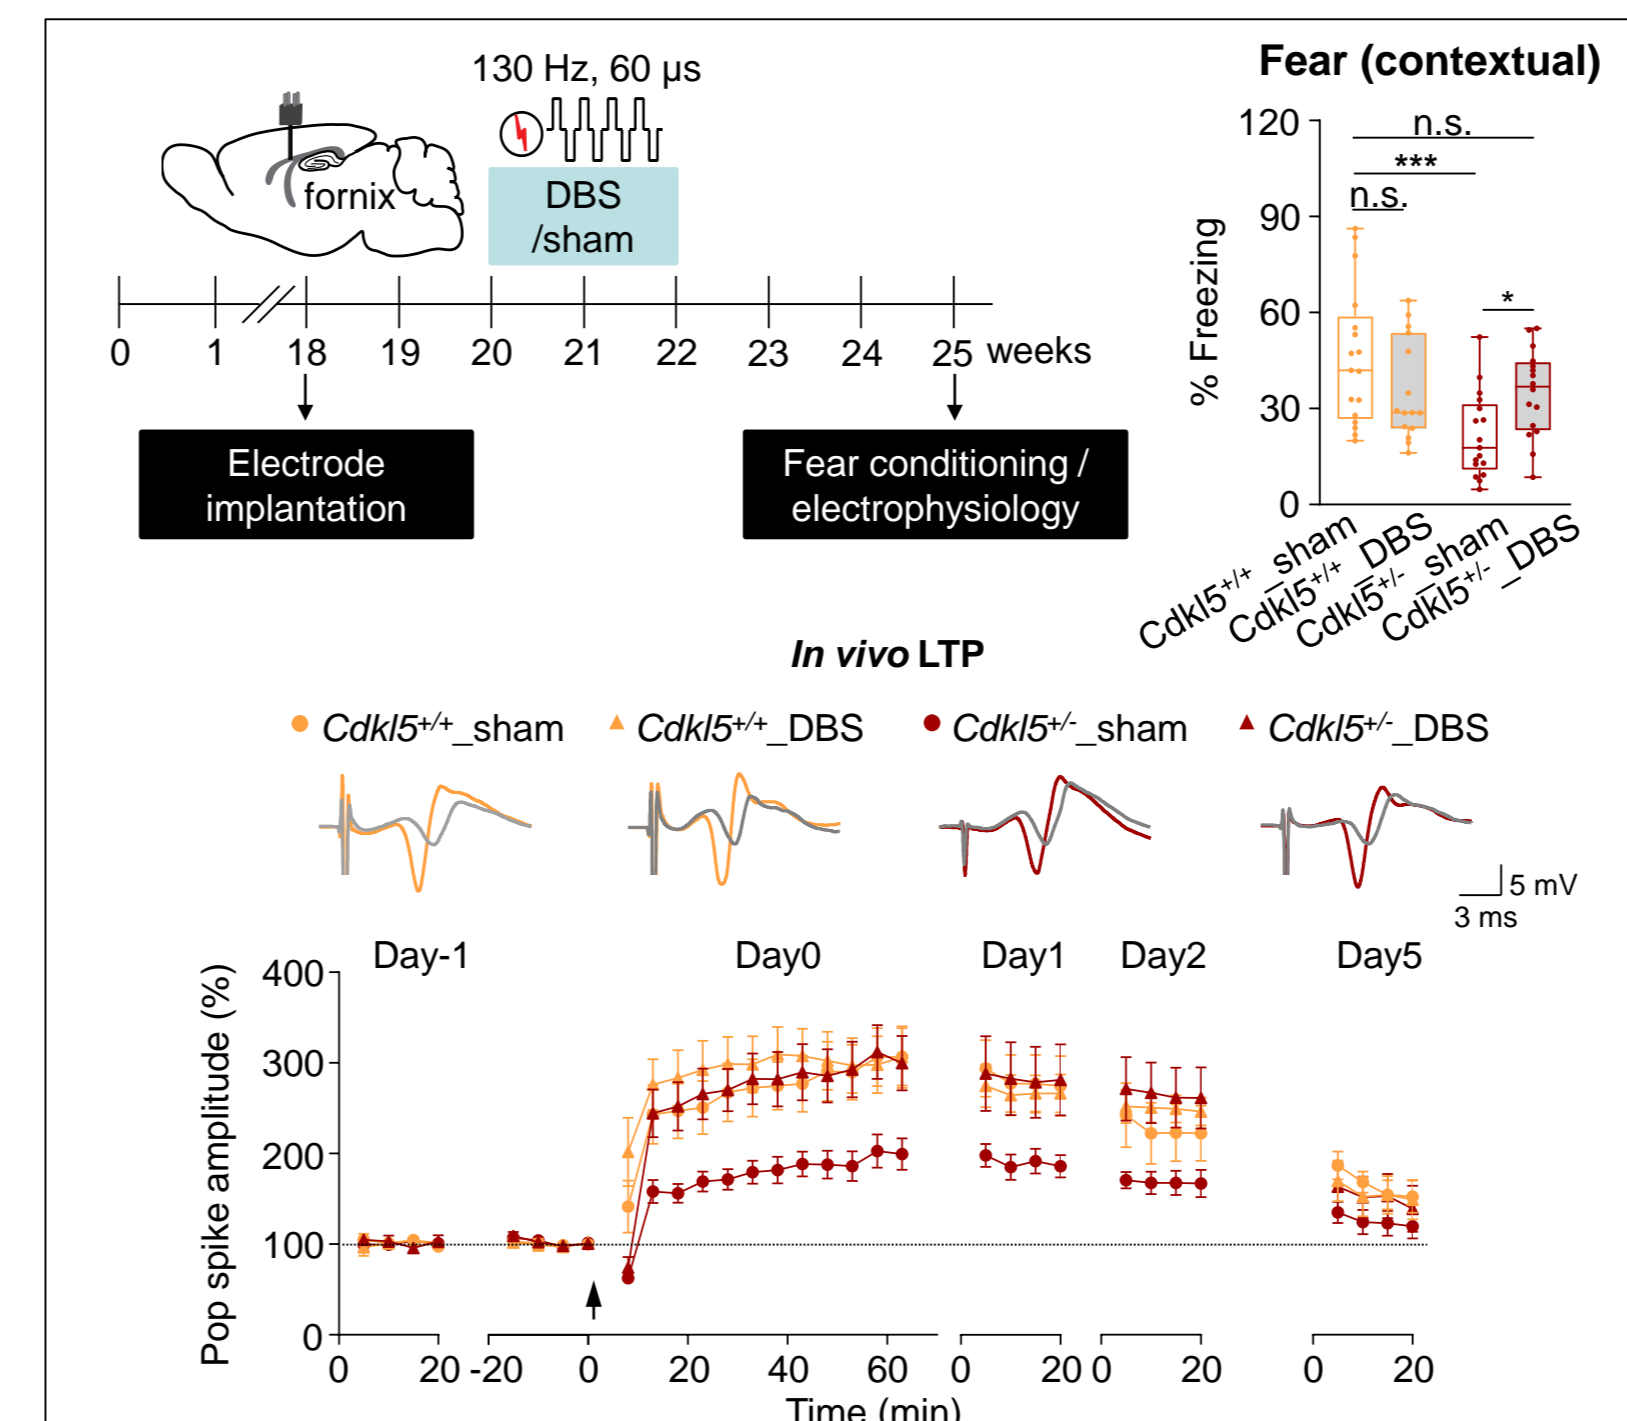 130 Hz, 60 µs
fornix
DBS
/sham
0 1 18 19 20 21 22 23 24 25 weeks
Electrode
implantation
Fear conditioning /
electrophysiology
Fear (contextual)
% Freezing
120
90
60
30
0
n.s.
***
n.s.
*
Cdkl5+/+_sham
Cdkl5+/+_DBS
Cdkl5+/-_sham
Cdkl5+/-_DBS
In vivo LTP
Cdkl5+/+_sham Cdkl5+/+_DBS Cdkl5+/-_sham Cdkl5+/-_DBS
5 mV
3 ms
Day-1 Day0 Day1 Day2 Day5
Pop spike amplitude (%)
400
300
200
100
0
0 20 -20 0 20 40 60 0 20 0 20 0 20
Time (min)